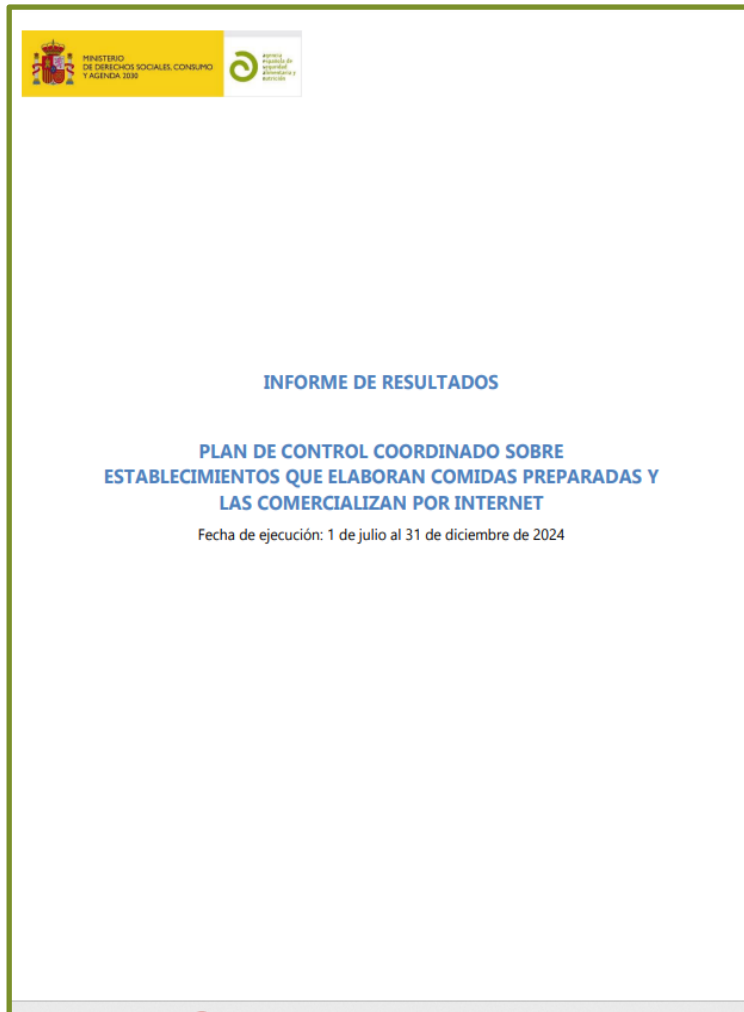 MINISTERIO
DE DERECHOS SOCIALES, CONSUMO
Y AGENDA 2030
agencia
española de
seguridad
alimentaria y
nutrición
INFORME DE RESULTADOS
PLAN DE CONTROL COORDINADO SOBRE
ESTABLECIMIENTOS QUE ELABORAN COMIDAS PREPARADAS Y
LAS COMERCIALIZAN POR INTERNET
Fecha de ejecución: 1 de julio al 31 de diciembre de 2024